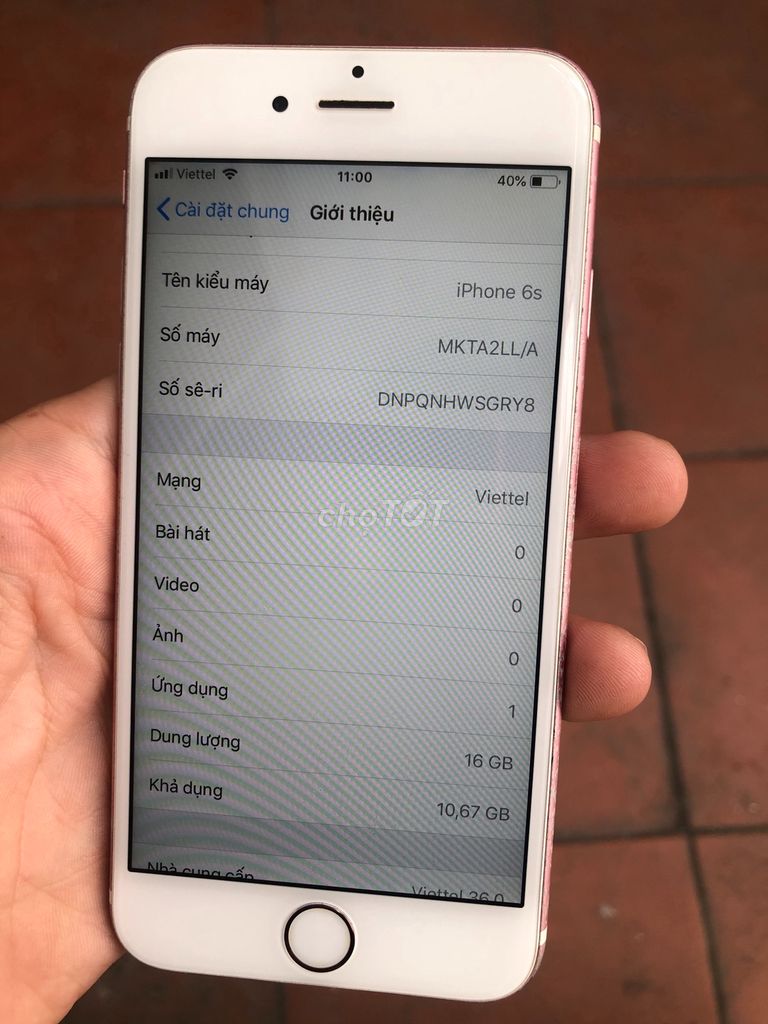 Viettel 11:00 40%
Cài đặt chung Giới thiệu
Tên kiểu máy iPhone 6s
Số máy MKTA2LL/A
Số sê-ri DNPQNHWSGRY8
Mạng Viettel
chợTỐT
Bài hát 0
Video 0
Ảnh 0
Ứng dụng 1
Dung lượng 16 GB
Khả dụng 10,67 GB
Nhà cung cấp Viettel 36.0